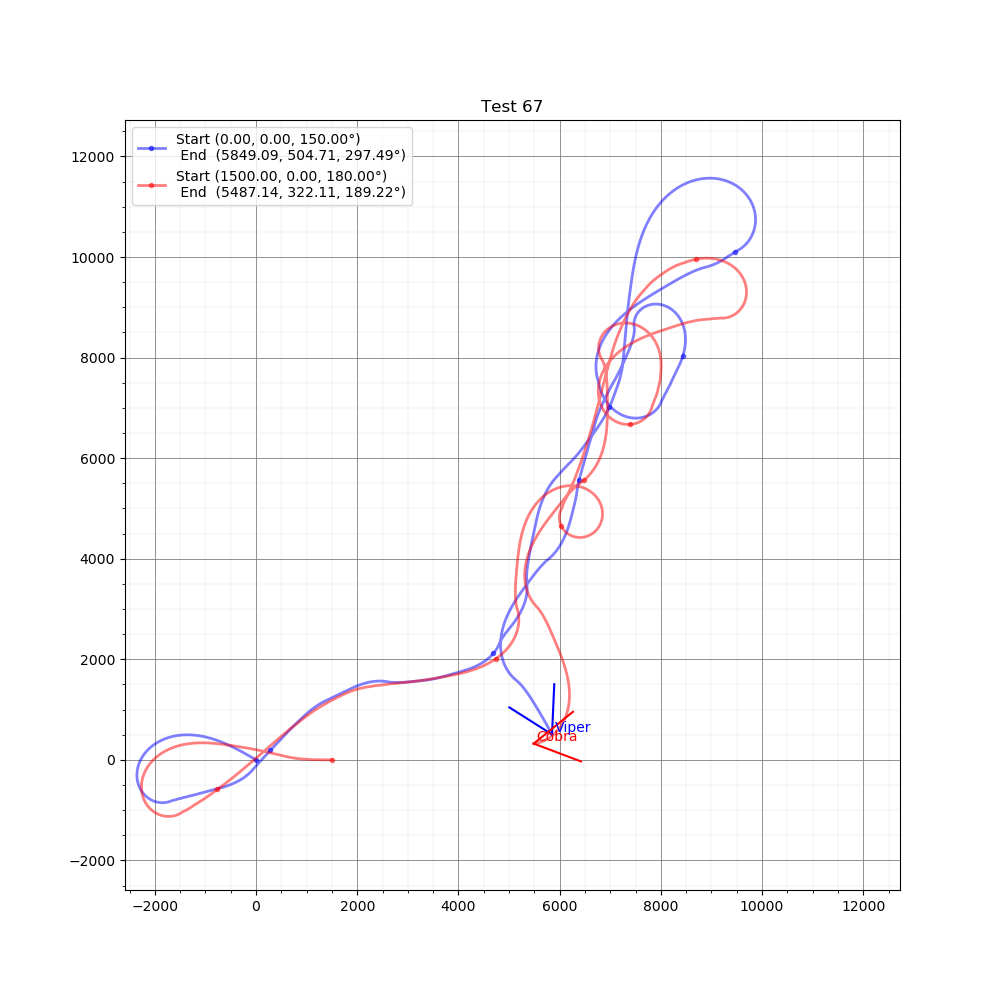 Test 67
Start (0.00, 0.00, 150.00°)
End (5849.09, 504.71, 297.49°)
Start (1500.00, 0.00, 180.00°)
End (5487.14, 322.11, 189.22°)
12000
10000
8000
6000
4000
2000
0
−2000
Viper
Cobra
−2000 0 2000 4000 6000 8000 10000 12000